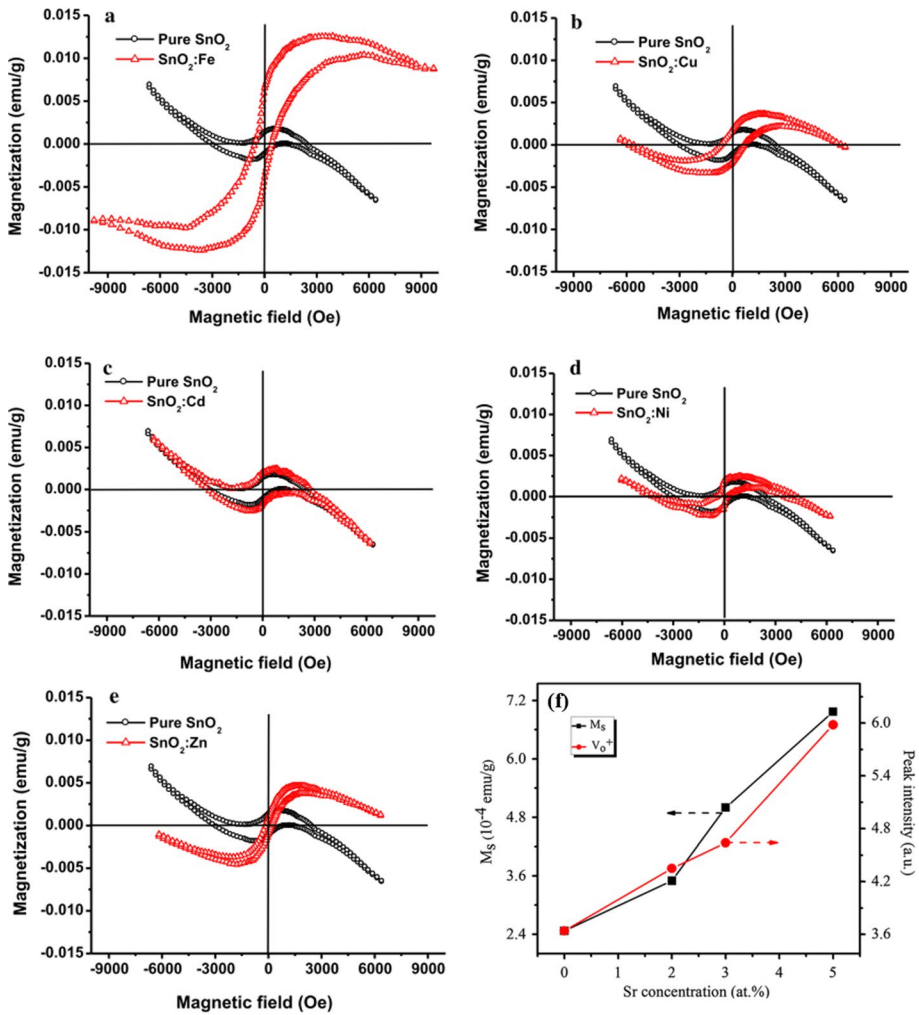 a
Pure SnO₂
SnO₂:Fe
0.015
0.010
0.005
0.000
-0.005
-0.010
-0.015
Magnetization (emu/g)
-9000 -6000 -3000 0 3000 6000 9000
Magnetic field (Oe)
b
Pure SnO₂
SnO₂:Cu
0.015
0.010
0.005
0.000
-0.005
-0.010
-0.015
Magnetization (emu/g)
-9000 -6000 -3000 0 3000 6000 9000
Magnetic field (Oe)
c
Pure SnO₂
SnO₂:Cd
0.015
0.010
0.005
0.000
-0.005
-0.010
-0.015
Magnetization (emu/g)
-9000 -6000 -3000 0 3000 6000 9000
Magnetic field (Oe)
d
Pure SnO₂
SnO₂:Ni
0.015
0.010
0.005
0.000
-0.005
-0.010
-0.015
Magnetization (emu/g)
-9000 -6000 -3000 0 3000 6000 9000
Magnetic field (Oe)
e
Pure SnO₂
SnO₂:Zn
0.015
0.010
0.005
0.000
-0.005
-0.010
-0.015
Magnetization (emu/g)
-9000 -6000 -3000 0 3000 6000 9000
Magnetic field (Oe)
(f)
Ms
Vo⁺
7.2
6.0
4.8
3.6
2.4
Ms (10⁻⁴ emu/g)
6.0
5.4
4.8
4.2
3.6
Peak intensity (a.u.)
0 1 2 3 4 5
Sr concentration (at.%)